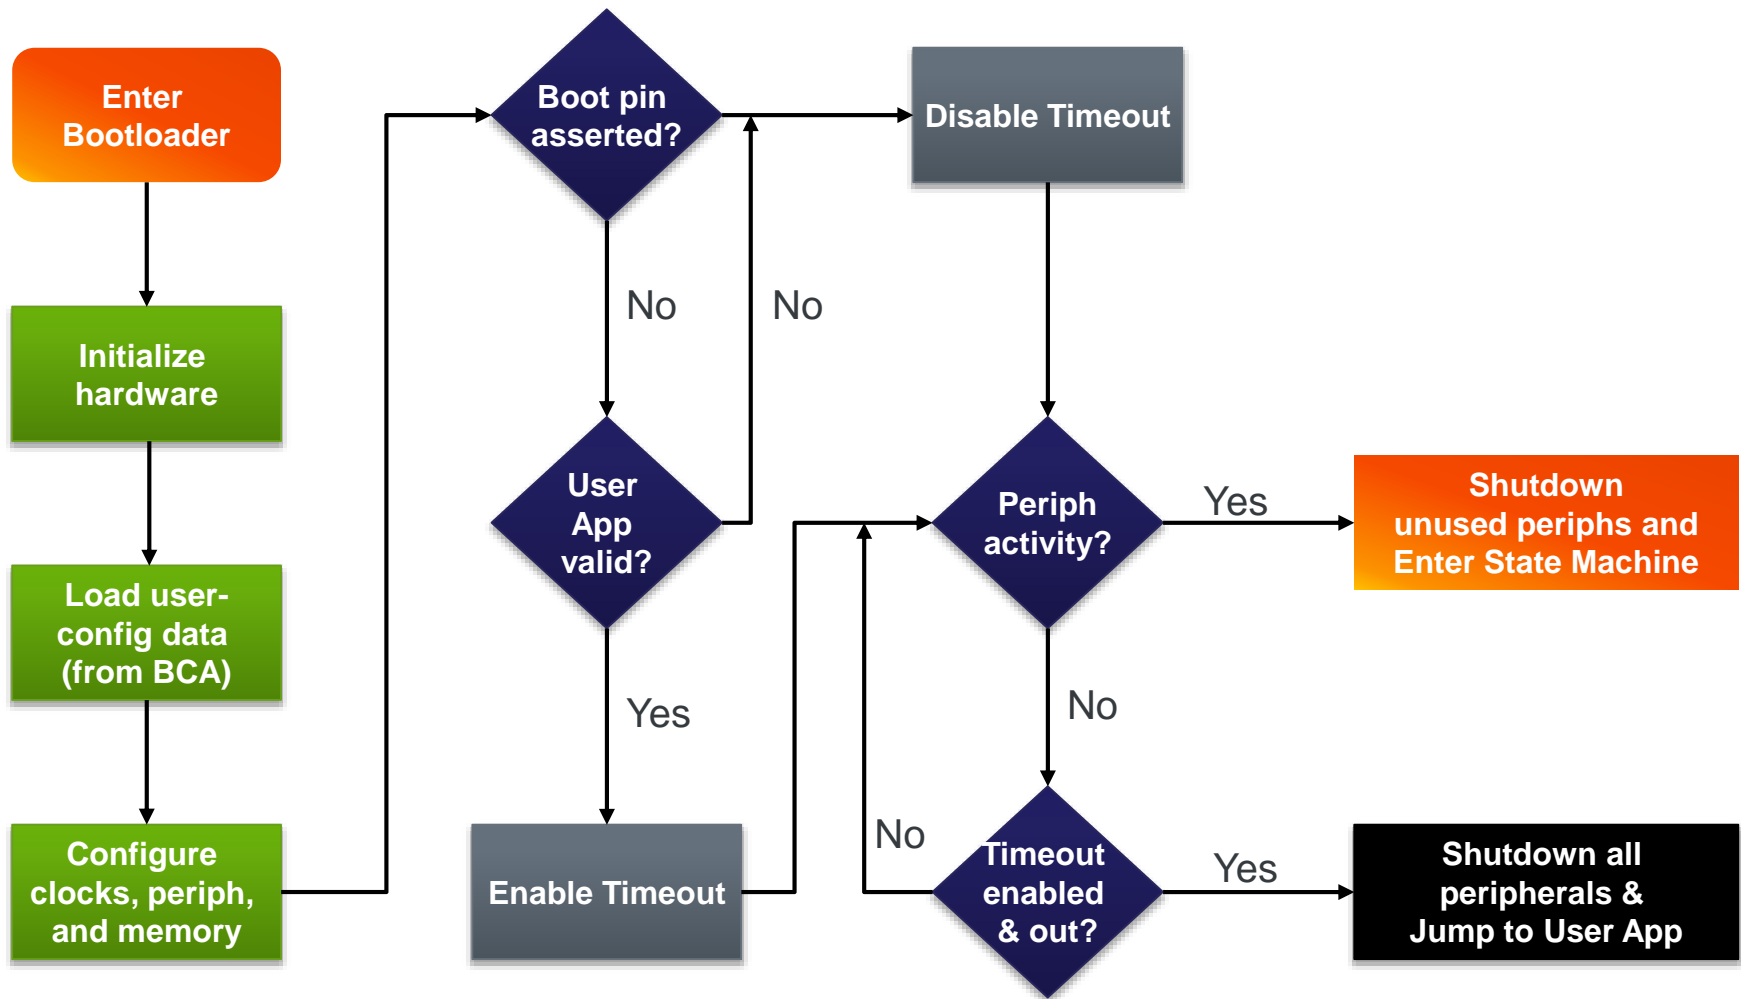 Enter
Bootloader
Initialize
hardware
Load user-
config data
(from BCA)
Configure
clocks, periph,
and memory
Boot pin
asserted?
No
No
User
App
valid?
Yes
Enable Timeout
Disable Timeout
Periph
activity?
Yes
No
No
Timeout
enabled
& out?
Yes
Shutdown
unused periphs and
Enter State Machine
Shutdown all
peripherals &
Jump to User App